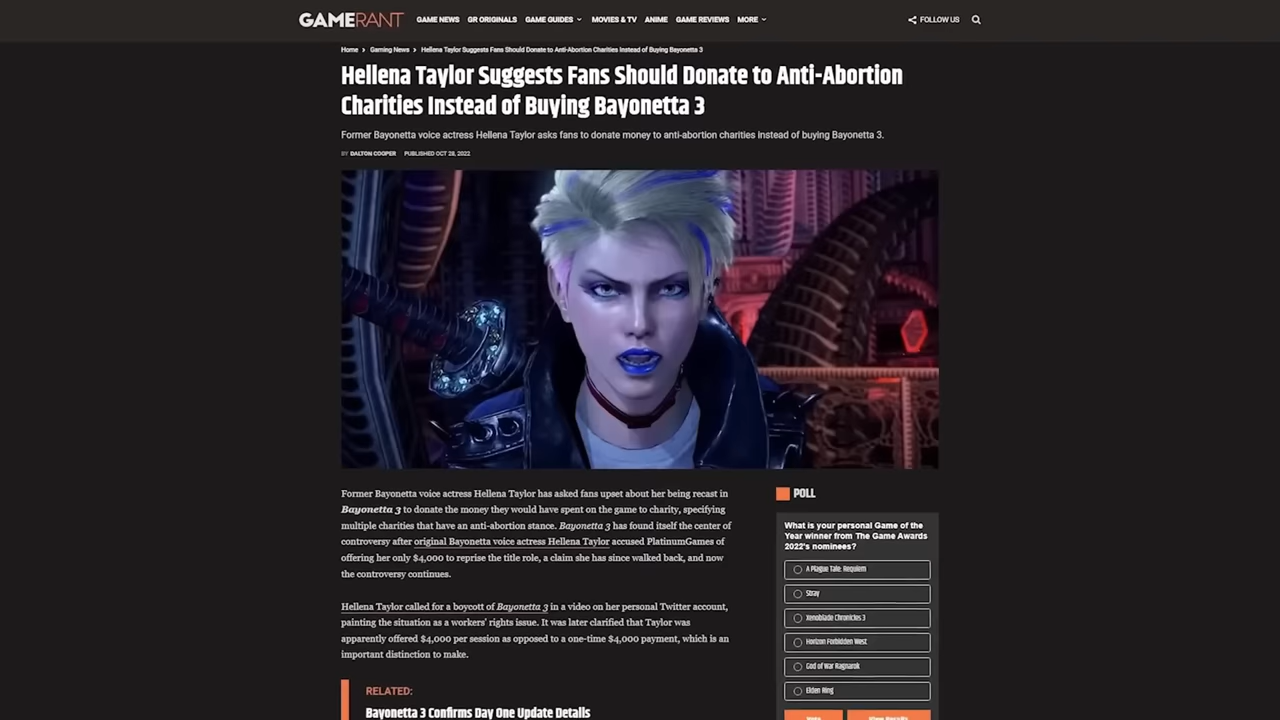 GAMERANT
GAME NEWS GR ORIGINALS GAME GUIDES MOVIES & TV ANIME GAME REVIEWS MORE FOLLOW US
Home > Gaming News > Hellena Taylor Suggests Fans Should Donate to Anti-Abortion Charities Instead of Buying Bayonetta 3
Hellena Taylor Suggests Fans Should Donate to Anti-Abortion
Charities Instead of Buying Bayonetta 3
Former Bayonetta voice actress Hellena Taylor asks fans to donate money to anti-abortion charities instead of buying Bayonetta 3.
BY DALTON COOPER PUBLISHED OCT 28, 2022
Former Bayonetta voice actress Hellena Taylor has asked fans upset about her being recast in
Bayonetta 3 to donate the money they would have spent on the game to charity, specifying
multiple charities that have an anti-abortion stance. Bayonetta 3 has found itself the center of
controversy after original Bayonetta voice actress Hellena Taylor accused PlatinumGames of
offering her only $4,000 to reprise the title role, a claim she has since walked back, and now
the controversy continues.
Hellena Taylor called for a boycott of Bayonetta 3 in a video on her personal Twitter account,
painting the situation as a workers' rights issue. It was later clarified that Taylor was
apparently offered $4,000 per session as opposed to a one-time $4,000 payment, which is an
important distinction to make.
RELATED:
Bayonetta 3 Confirms Day One Update Details
POLL
What is your personal Game of the
Year winner from The Game Awards
2022's nominees?
A Plague Tale: Requiem
Stray
Xenoblade Chronicles 3
Horizon Forbidden West
God of War Ragnarok
Elden Ring
Vote View Results